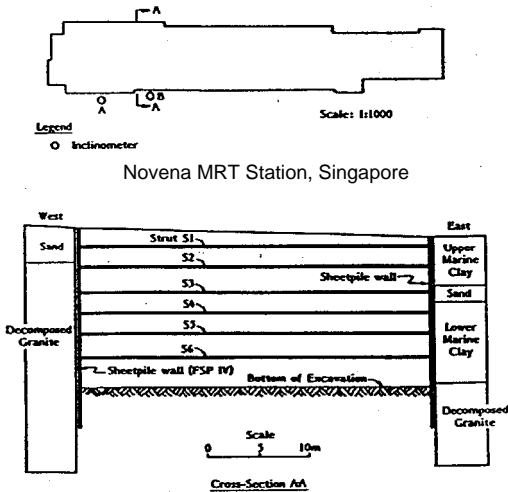 A
A
B
A
Scale: 1:1000
Legend
O Inclinometer
Novena MRT Station, Singapore
West
East
Strut S1
Sand
Upper
Marine
Clay
S2
Sheetpile wall
S3
Sand
S4
Decomposed
Granite
S5
Lower
Marine
Clay
S6
Sheetpile wall (FSP IV)
Bottom of Excavation
Decomposed
Granite
Scale
0 5 10m
Cross-Section AA